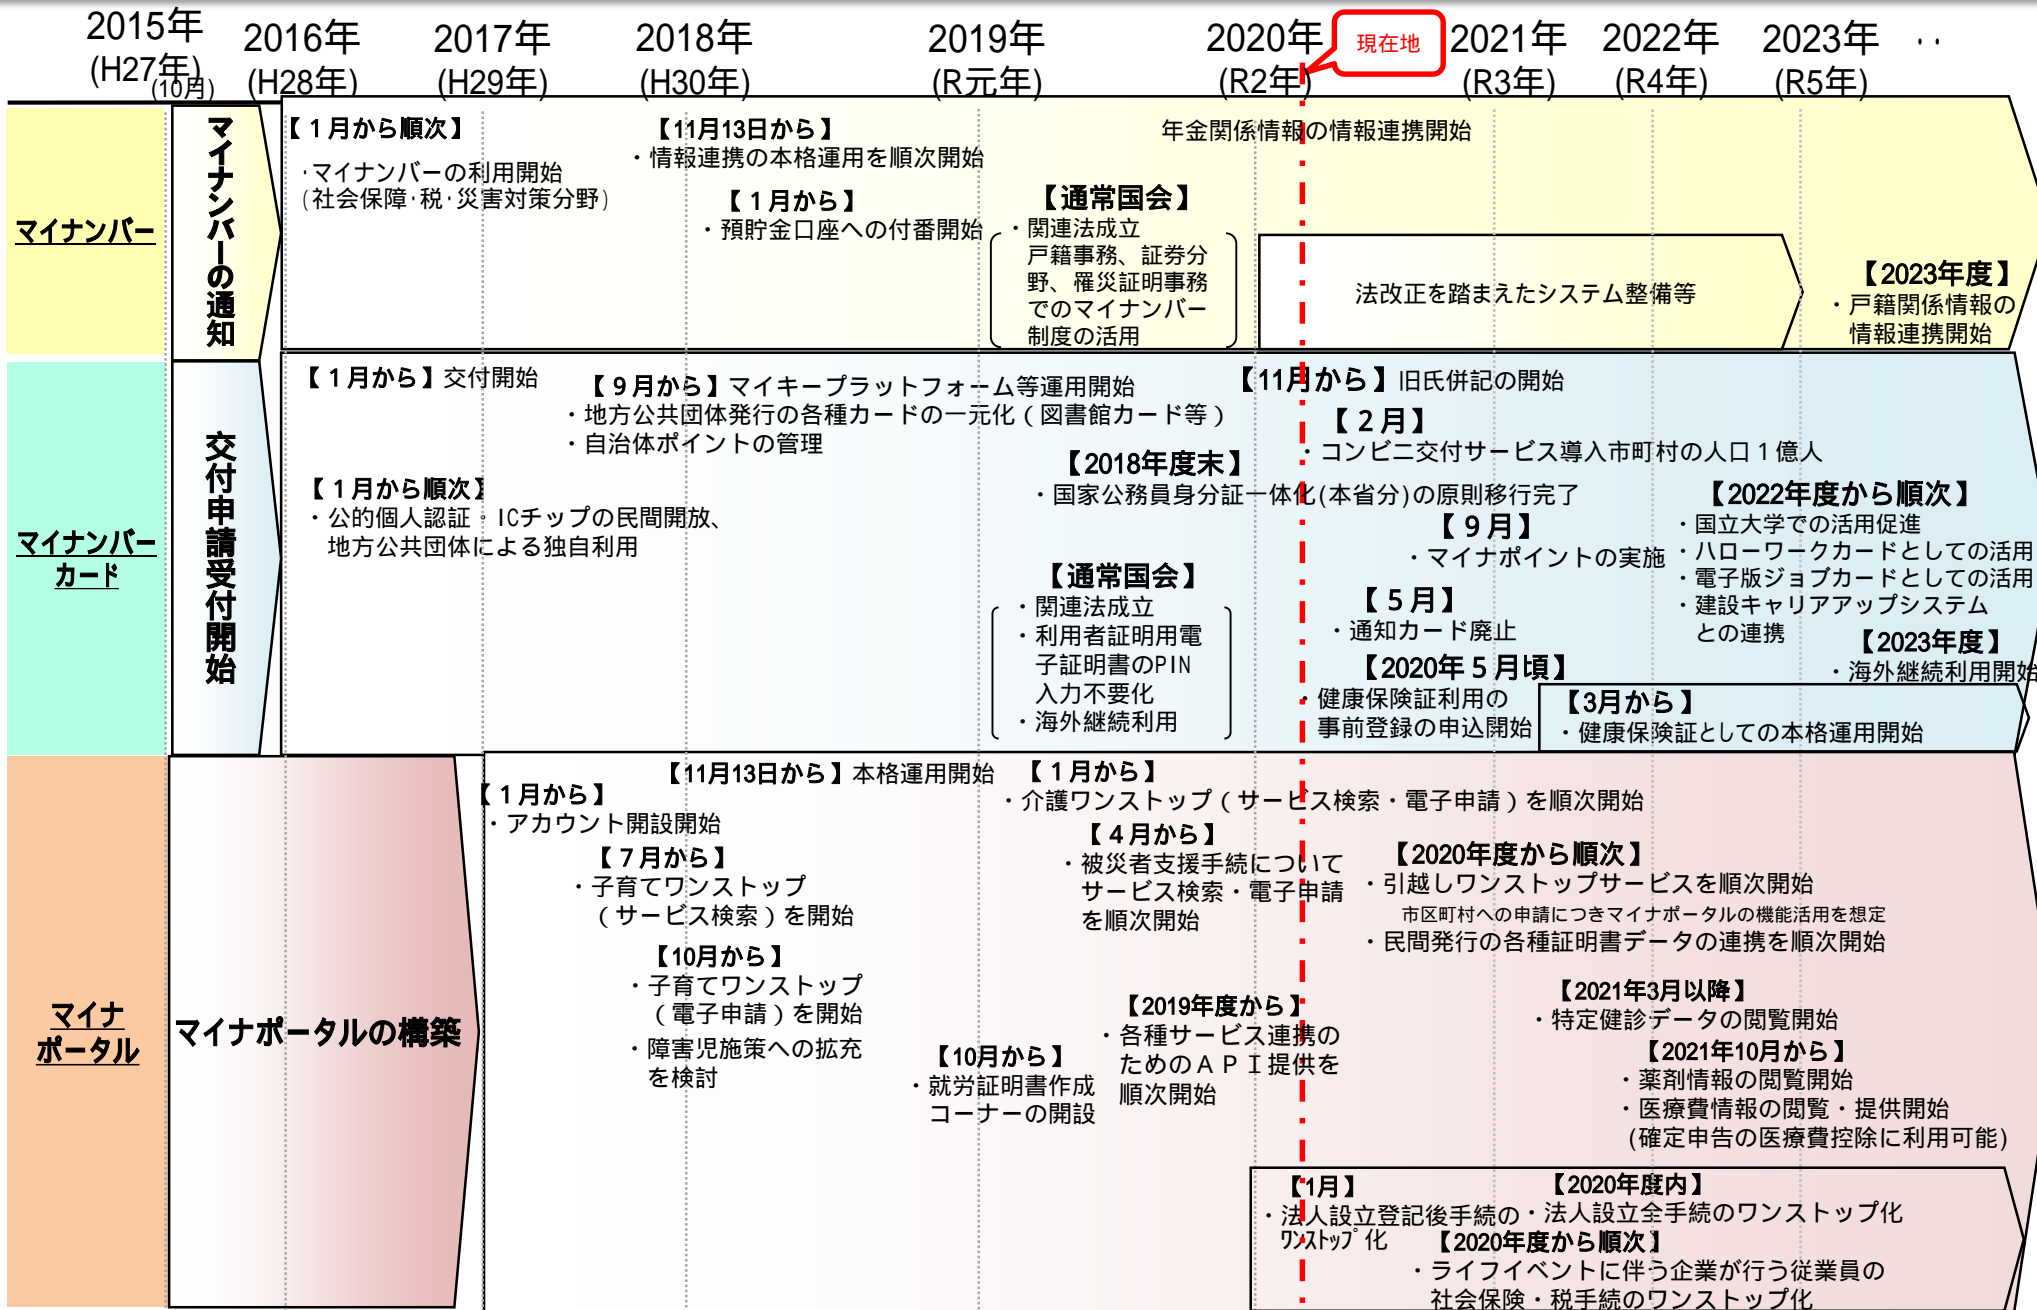 2015年
(H27年)
(10月)
2016年
(H28年)
2017年
(H29年)
2018年
(H30年)
2019年
(R元年)
2020年
(R2年)
現在地
2021年
(R3年)
2022年
(R4年)
2023年
(R5年)
‥
マイナンバー
マイナンバーの通知
【１月から順次】
・マイナンバーの利用開始
(社会保障・税・災害対策分野)
【11月13日から】
・情報連携の本格運用を順次開始
【１月から】
・預貯金口座への付番開始
年金関係情報の情報連携開始
【通常国会】
・関連法成立
戸籍事務、証券分
野、罹災証明事務
でのマイナンバー
制度の活用
法改正を踏まえたシステム整備等
【2023年度】
・戸籍関係情報の
情報連携開始
マイナンバー
カード
交付申請受付開始
【１月から】交付開始
【９月から】マイキープラットフォーム等運用開始
・地方公共団体発行の各種カードの一元化（図書館カード等）
・自治体ポイントの管理
【１月から順次】
・公的個人認証・ICチップの民間開放、
地方公共団体による独自利用
【11月から】旧氏併記の開始
【２月】
・コンビニ交付サービス導入市町村の人口１億人
【2018年度末】
・国家公務員身分証一体化(本省分)の原則移行完了
【９月】
・マイナポイントの実施
【通常国会】
・関連法成立
・利用者証明用電
子証明書のPIN
入力不要化
・海外継続利用
【５月】
・通知カード廃止
【2020年５月頃】
・健康保険証利用の
事前登録の申込開始
【2022年度から順次】
・国立大学での活用促進
・ハローワークカードとしての活用
・電子版ジョブカードとしての活用
・建設キャリアアップシステム
との連携
【2023年度】
・海外継続利用開始
【3月から】
・健康保険証としての本格運用開始
マイナ
ポータル
マイナポータルの構築
【１月から】
・アカウント開設開始
【11月13日から】本格運用開始
【７月から】
・子育てワンストップ
（サービス検索）を開始
【10月から】
・子育てワンストップ
（電子申請）を開始
・障害児施策への拡充
を検討
【１月から】
・介護ワンストップ（サービス検索・電子申請）を順次開始
【４月から】
・被災者支援手続について
サービス検索・電子申請
を順次開始
【2019年度から】
・各種サービス連携の
ためのＡＰＩ提供を
順次開始
【10月から】
・就労証明書作成
コーナーの開設
【2020年度から順次】
・引越しワンストップサービスを順次開始
市区町村への申請につきマイナポータルの機能活用を想定
・民間発行の各種証明書データの連携を順次開始
【2021年3月以降】
・特定健診データの閲覧開始
【2021年10月から】
・薬剤情報の閲覧開始
・医療費情報の閲覧・提供開始
(確定申告の医療費控除に利用可能)
【1月】
・法人設立登記後手続の
ﾜﾝｽﾄｯﾌﾟ化
【2020年度内】
・法人設立全手続のワンストップ化
【2020年度から順次】
・ライフイベントに伴う企業が行う従業員の
社会保険・税手続のワンストップ化